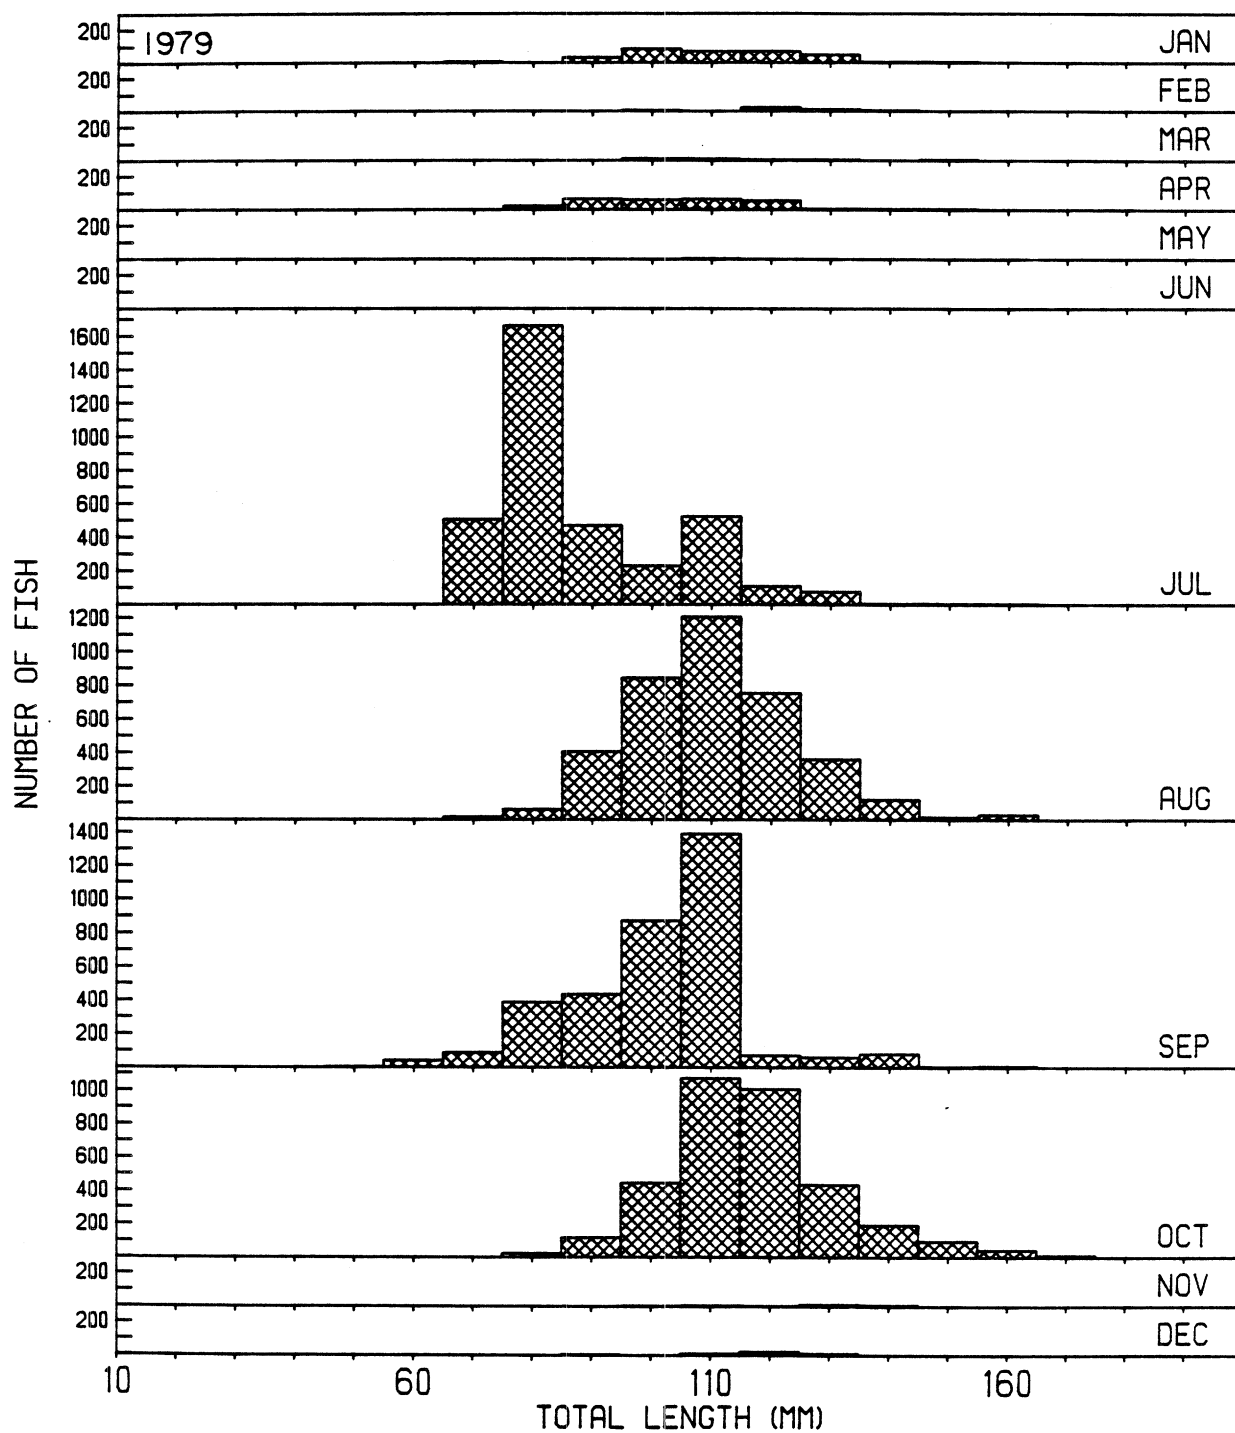 1979
200 JAN
200 FEB
200 MAR
200 APR
200 MAY
200 JUN
1600
1400
1200
1000
800
600
400
200
JUL
1200
1000
800
600
400
200
AUG
1400
1200
1000
800
600
400
200
SEP
1000
800
600
400
200
OCT
200 NOV
200 DEC
NUMBER OF FISH
10 60 110 160
TOTAL LENGTH (MM)